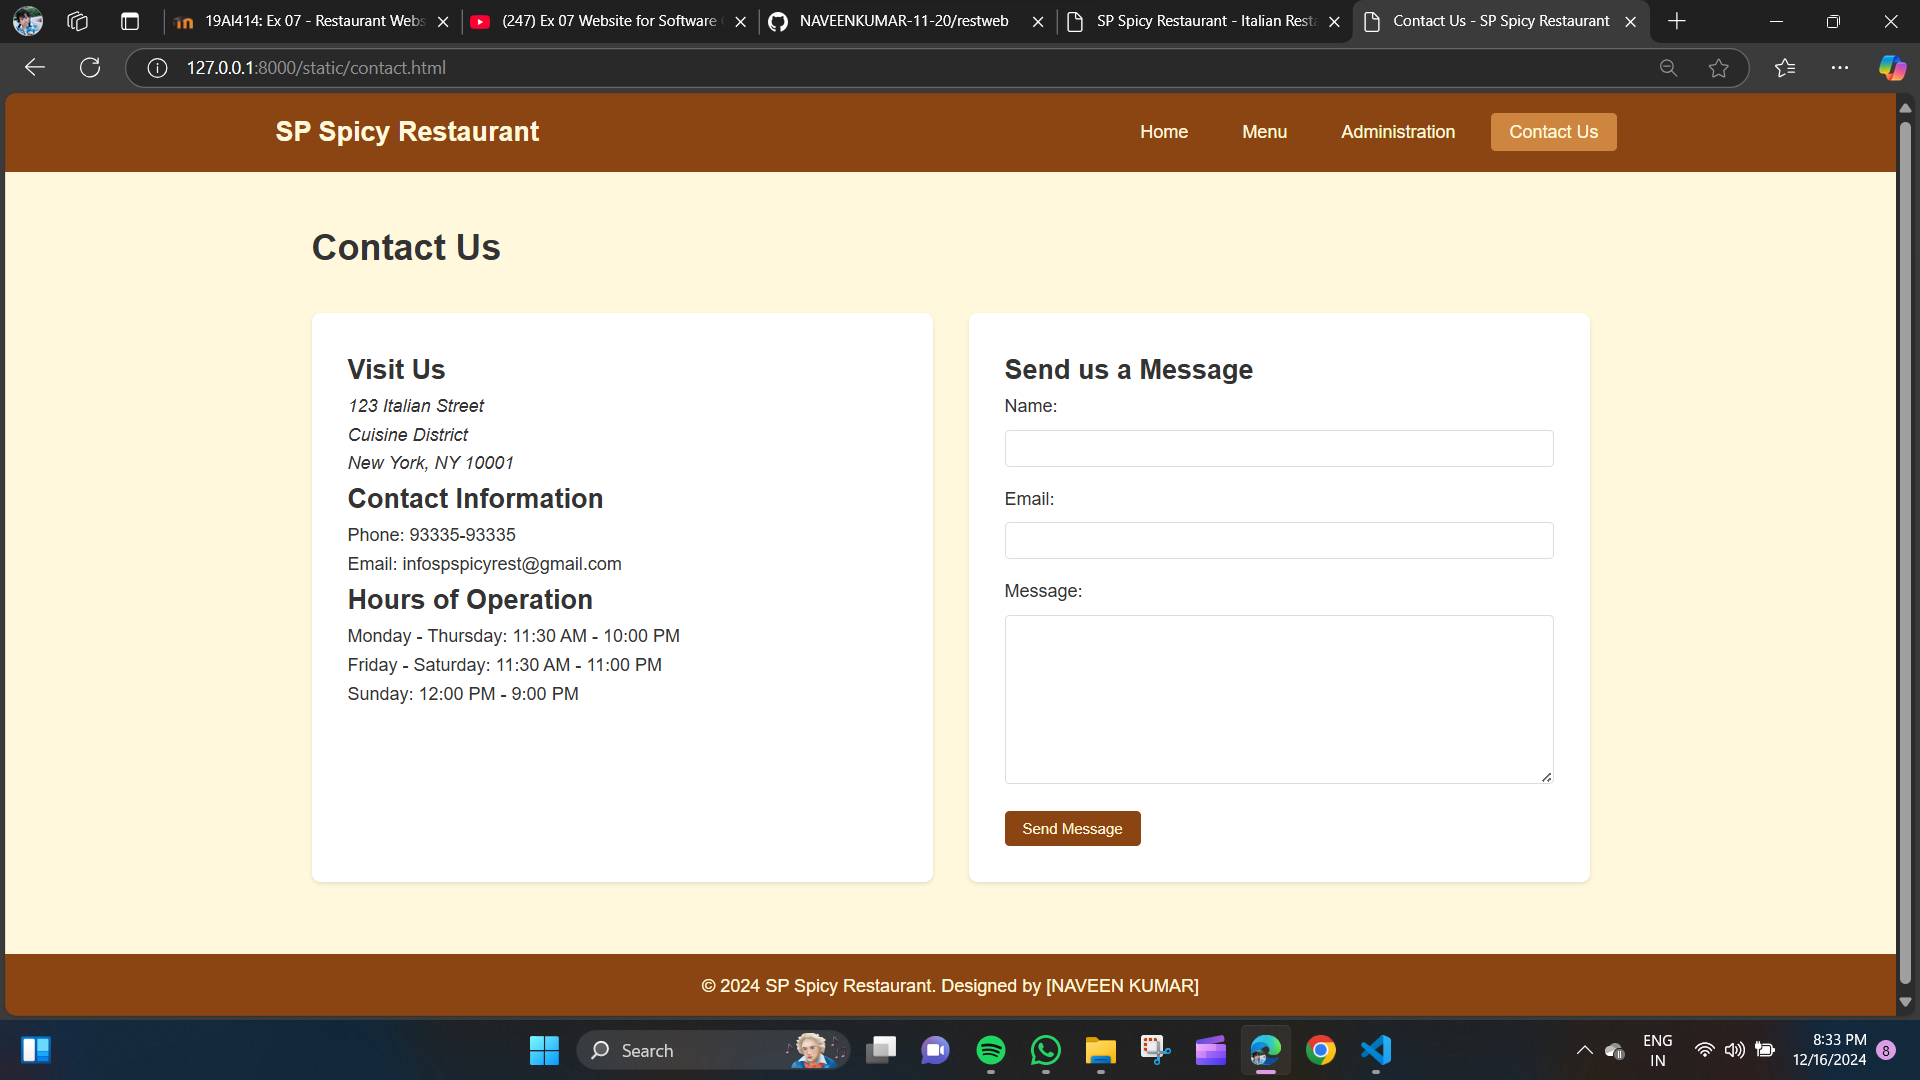 19AI414: Ex 07 - Restaurant Webs
(247) Ex 07 Website for Software
NAVEENKUMAR-11-20/restweb
SP Spicy Restaurant - Italian Rest
Contact Us - SP Spicy Restaurant
127.0.0.1:8000/static/contact.html
SP Spicy Restaurant
Home
Menu
Administration
Contact Us
Contact Us
Visit Us
123 Italian Street
Cuisine District
New York, NY 10001
Contact Information
Phone: 93335-93335
Email: infospspicyrest@gmail.com
Hours of Operation
Monday - Thursday: 11:30 AM - 10:00 PM
Friday - Saturday: 11:30 AM - 11:00 PM
Sunday: 12:00 PM - 9:00 PM
Send us a Message
Name:
Email:
Message:
Send Message
© 2024 SP Spicy Restaurant. Designed by [NAVEEN KUMAR]
Search
ENG
IN
8:33 PM
12/16/2024
8